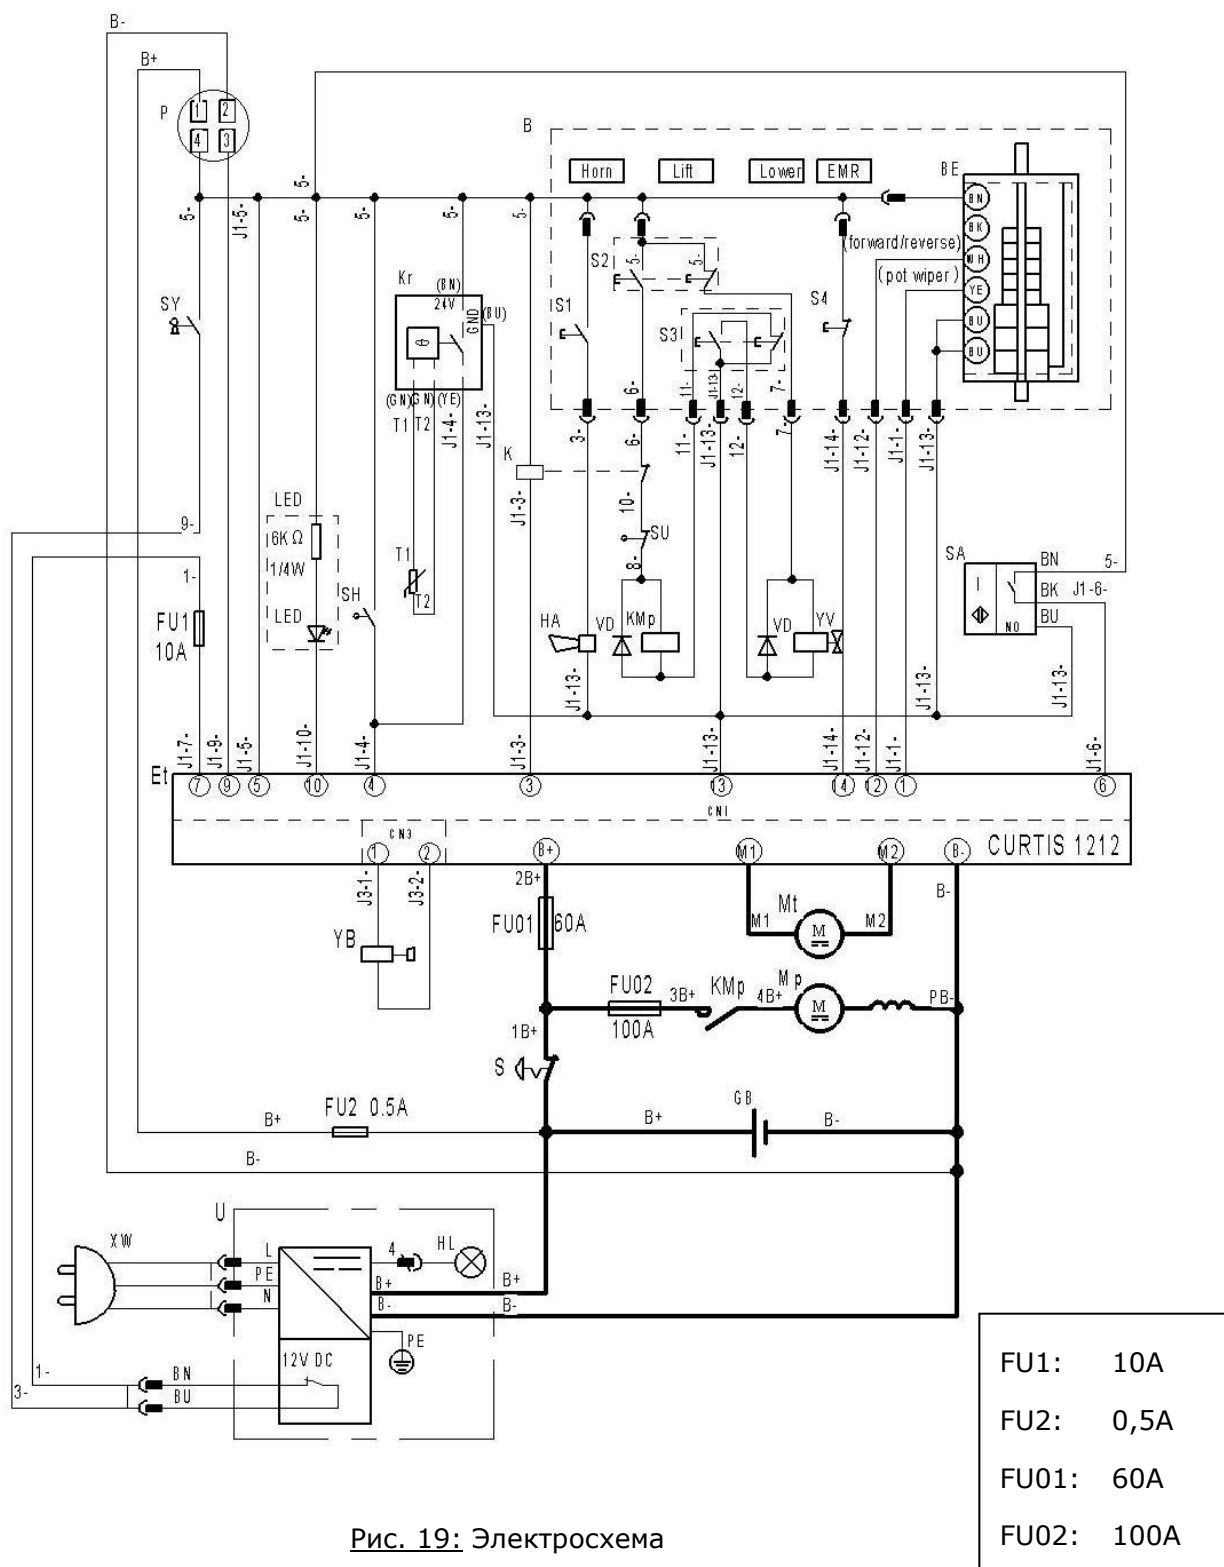 B-
B+
P
1
2
4
3
B
Horn
Lift
Lower
EMR
BE
BN
BK
WH
YE
BU
BU
5-
J1-5-
5-
5-
5-
5-
5-
(forward/reverse)
(pot wiper)
S2
5-
5-
SY
Kr
(BN)
24V
GND
(BU)
θ
S1
S3
S4
(GN)
(GN)
(YE)
T1
T2
J1-4-
J1-13-
6-
11-
J1-13-
12-
7-
3-
6-
11-
J1-13-
12-
7-
J1-14-
J1-12-
J1-1-
J1-13-
K
J1-3-
10-
LED
6KΩ
1/4W
LED
9-
1-
T1
T2
SU
8-
SA
I
NO
BN
5-
BK
J1-6-
BU
FU1
10A
SH
HA
VD
KMp
VD
YV
J1-13-
J1-13-
J1-13-
J1-7-
J1-9-
J1-5-
J1-10-
J1-4-
J1-3-
J1-13-
J1-14-
J1-12-
J1-1-
J1-6-
Et
7
9
5
10
4
3
13
14
12
1
6
CN1
CN3
1
2
B+
M1
M2
B-
CURTIS 1212
J3-1-
J3-2-
2B+
B-
FU01
60A
M1
Mt
M
M2
YB
FU02
100A
3B+
KMp
4B+
Mp
M
PB-
1B+
S
FU2 0.5A
B+
B+
GB
B-
B-
U
XW
L
PE
N
4
HL
B+
B-
B+
B-
PE
12V DC
1-
3-
BN
BU
FU1: 10A
FU2: 0,5A
FU01: 60A
FU02: 100A
Рис. 19: Электросхема